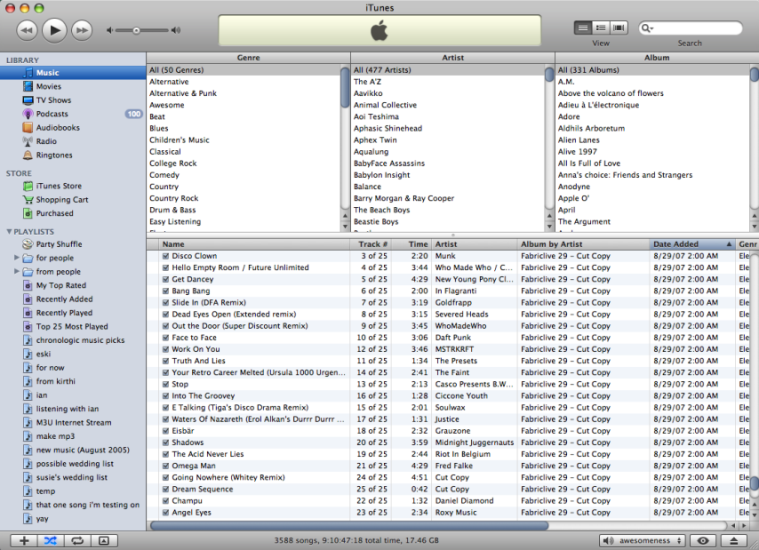 iTunes
View
Search
LIBRARY
Music
Movies
TV Shows
Podcasts 100
Audiobooks
Radio
Ringtones
STORE
iTunes Store
Shopping Cart
Purchased
PLAYLISTS
Party Shuffle
for people
from people
My Top Rated
Recently Added
Recently Played
Top 25 Most Played
chronologic music picks
eski
for now
from kirthi
ian
listening with ian
M3U Internet Stream
make mp3
new music (August 2005)
possible wedding list
susie's wedding list
temp
that one song i'm testing on
yay
Genre
All (50 Genres)
Alternative
Alternative & Punk
Awesome
Beat
Blues
Children's Music
Classical
College Rock
Comedy
Country
Country Rock
Drum & Bass
Easy Listening
Artist
All (477 Artists)
The A'Z
Aavikko
Animal Collective
Aoi Teshima
Aphasic Shinehead
Aphex Twin
Aqualung
BabyFace Assassins
Babylon Insight
Balance
Barry Morgan & Ray Cooper
The Beach Boys
Beastie Boys
Album
All (331 Albums)
A.M.
Above the volcano of flowers
Adieu à L'électronique
Adore
Aldhils Arboretum
Alien Lanes
Alive 1997
All Is Full of Love
Anna's choice: Friends and Strangers
Anodyne
Apple O'
April
The Argument
Name Track # Time Artist Album by Artist Date Added Genr
Disco Clown 3 of 25 2:20 Munk Fabriclive 29 – Cut Copy 8/29/07 2:00 AM Ele
Hello Empty Room / Future Unlimited 4 of 25 3:44 Who Made Who / C... Fabriclive 29 – Cut Copy 8/29/07 2:00 AM Ele
Get Dancey 5 of 25 4:29 New Young Pony Cl... Fabriclive 29 – Cut Copy 8/29/07 2:00 AM Ele
Bang Bang 6 of 25 2:00 In Flagranti Fabriclive 29 – Cut Copy 8/29/07 2:00 AM Ele
Slide In (DFA Remix) 7 of 25 3:19 Goldfrapp Fabriclive 29 – Cut Copy 8/29/07 2:00 AM Ele
Dead Eyes Open (Extended remix) 8 of 25 3:15 Severed Heads Fabriclive 29 – Cut Copy 8/29/07 2:00 AM Ele
Out the Door (Super Discount Remix) 9 of 25 3:45 WhoMadeWho Fabriclive 29 – Cut Copy 8/29/07 2:00 AM Ele
Face to Face 10 of 25 3:06 Daft Punk Fabriclive 29 – Cut Copy 8/29/07 2:00 AM Ele
Work On You 12 of 25 3:46 MSTRKRFT Fabriclive 29 – Cut Copy 8/29/07 2:00 AM Ele
Truth And Lies 11 of 25 1:34 The Presets Fabriclive 29 – Cut Copy 8/29/07 2:00 AM Ele
Your Retro Career Melted (Ursula 1000 Urgen... 14 of 25 2:41 The Faint Fabriclive 29 – Cut Copy 8/29/07 2:00 AM Ele
Stop 13 of 25 2:13 Casco Presents B.W... Fabriclive 29 – Cut Copy 8/29/07 2:00 AM Ele
Into The Groovey 16 of 25 1:28 Ciccone Youth Fabriclive 29 – Cut Copy 8/29/07 2:00 AM Ele
E Talking (Tiga's Disco Drama Remix) 15 of 25 2:01 Soulwax Fabriclive 29 – Cut Copy 8/29/07 2:00 AM Ele
Waters Of Nazareth (Erol Alkan's Durrr Durrr ... 17 of 25 1:31 Justice Fabriclive 29 – Cut Copy 8/29/07 2:00 AM Ele
Eisbär 18 of 25 2:32 Grauzone Fabriclive 29 – Cut Copy 8/29/07 2:00 AM Ele
Shadows 20 of 25 3:59 Midnight Juggernauts Fabriclive 29 – Cut Copy 8/29/07 2:00 AM Ele
The Acid Never Lies 19 of 25 2:44 Riot In Belgium Fabriclive 29 – Cut Copy 8/29/07 2:00 AM Ele
Omega Man 21 of 25 4:29 Fred Falke Fabriclive 29 – Cut Copy 8/29/07 2:00 AM Ele
Going Nowhere (Whitey Remix) 24 of 25 4:51 Cut Copy Fabriclive 29 – Cut Copy 8/29/07 2:00 AM Ele
Dream Sequence 25 of 25 0:42 Cut Copy Fabriclive 29 – Cut Copy 8/29/07 2:00 AM Ele
Champu 22 of 25 1:32 Daniel Diamond Fabriclive 29 – Cut Copy 8/29/07 2:00 AM Ele
Angel Eyes 23 of 25 2:34 Roxy Music Fabriclive 29 – Cut Copy 8/29/07 2:00 AM Ele
3588 songs, 9:10:47:18 total time, 17.46 GB
awesomeness